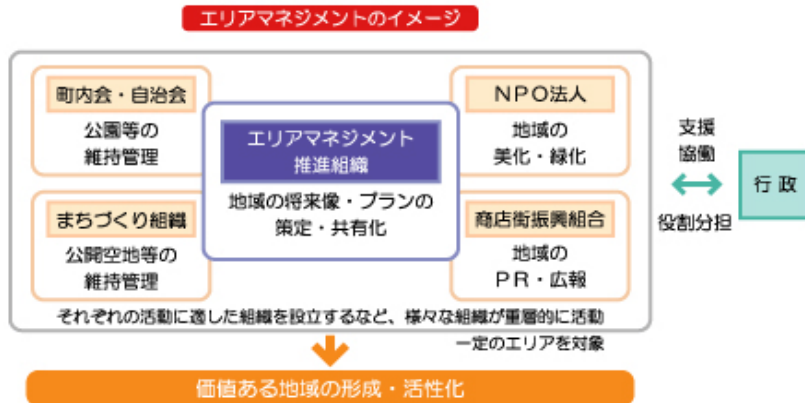 エリアマネジメントのイメージ
町内会・自治会
公園等の
維持管理
NPO法人
地域の
美化・緑化
エリアマネジメント
推進組織
地域の将来像・プランの
策定・共有化
まちづくり組織
公開空地等の
維持管理
商店街振興組合
地域の
PR・広報
それぞれの活動に適した組織を設立するなど、様々な組織が重層的に活動
一定のエリアを対象
支援
協働
役割分担
行政
価値ある地域の形成・活性化